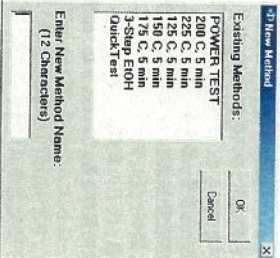 New Method
Existing Methods:
POWER TEST
200 C, 5 min
225 C, 5 min
125 C, 5 min
150 C, 5 min
175 C, 5 min
3-Step EtOH
QuickTest
OK
Cancel
Enter New Method Name:
(12 Characters)